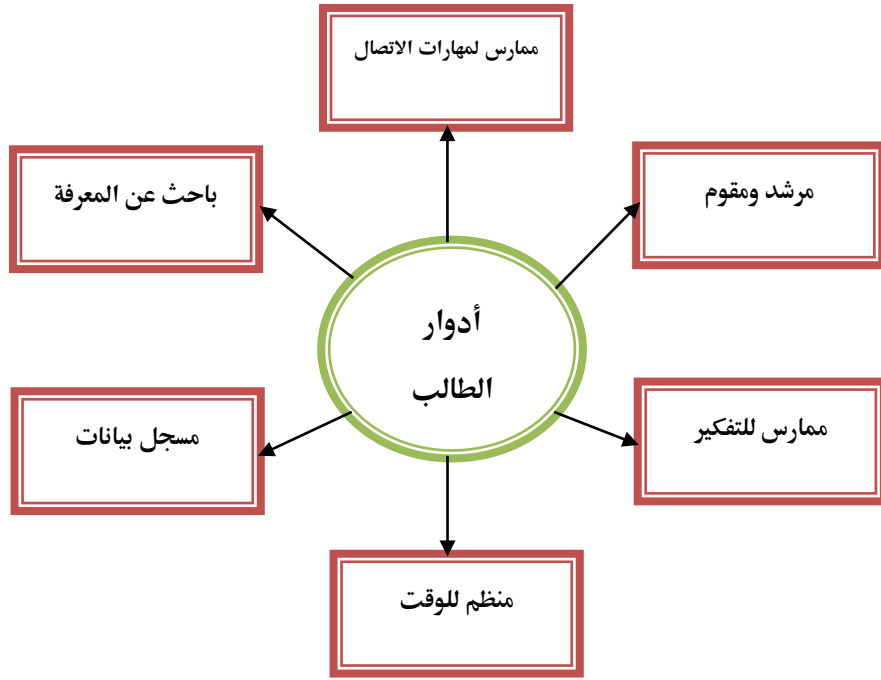 ممارس لمهارات الاتصال
مرشد ومقوم
باحث عن المعرفة
أدوار
الطالب
ممارس للتفكير
مسجل بيانات
منظم للوقت